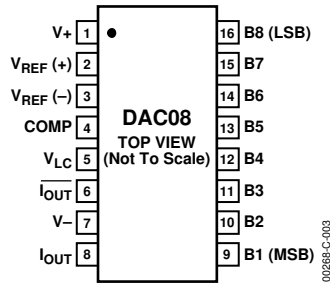 V+ 1
VREF (+) 2
VREF (–) 3
COMP 4
VLC 5
IOUT 6
V– 7
IOUT 8
DAC08
TOP VIEW
(Not To Scale)
16 B8 (LSB)
15 B7
14 B6
13 B5
12 B4
11 B3
10 B2
9 B1 (MSB)
00268-C-003